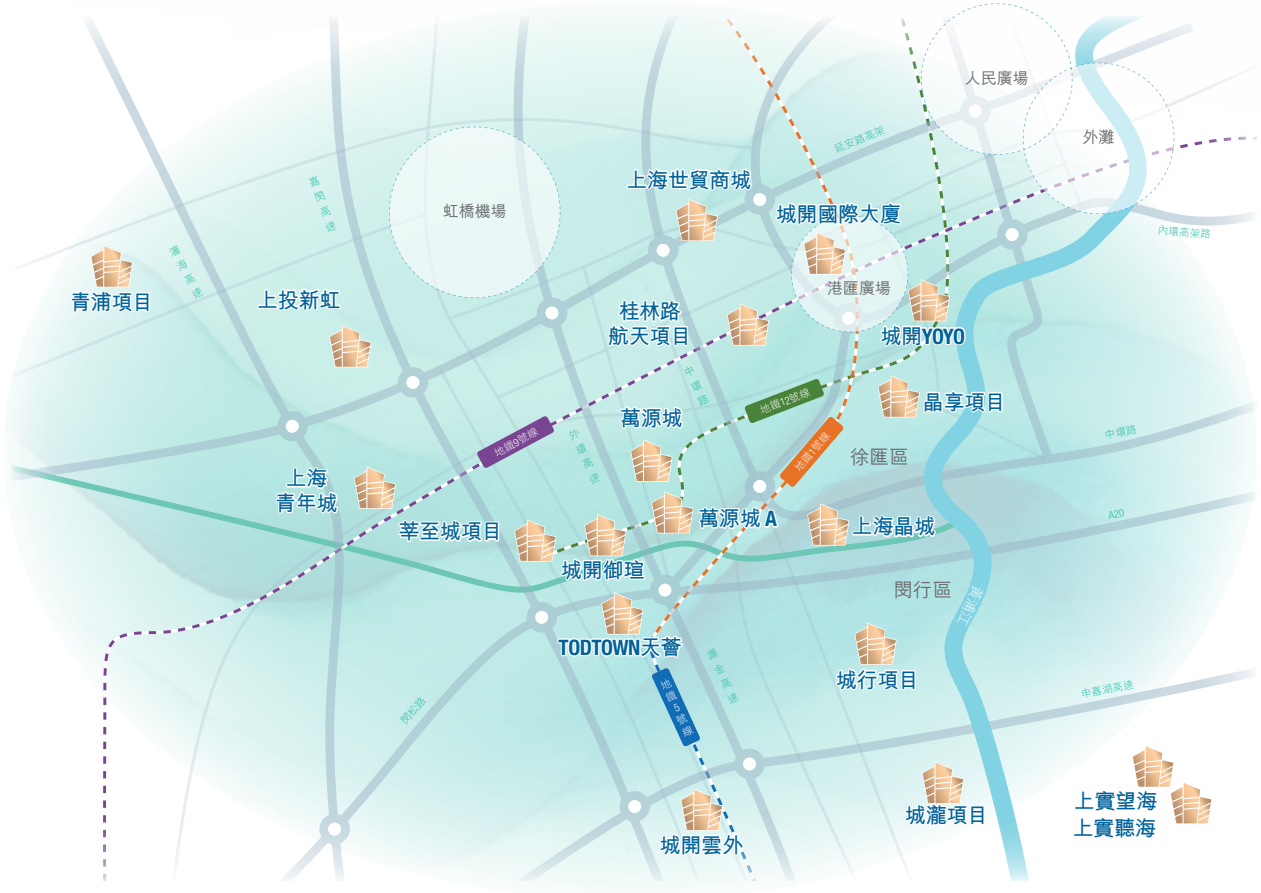 人民廣場
外灘
延安路高架
上海世貿商城
嘉閔高速
虹橋機場
城開國際大廈
內環高架路
瀋海高速
港匯廣場
青浦項目
上投新虹
桂林路
航天項目
城開YOYO
中環路
地鐵12號線
晶享項目
萬源城
地鐵9號線
外環高速
地鐵1號線
中環路
徐匯區
上海
青年城
A20
莘至城項目
萬源城 A
上海晶城
城開御瑄
閔行區
黃浦江
TODTOWN天薈
滬金高速
城行項目
地鐵5號線
申嘉湖高速
閔松路
上實望海
上實聽海
城瀧項目
城開雲外